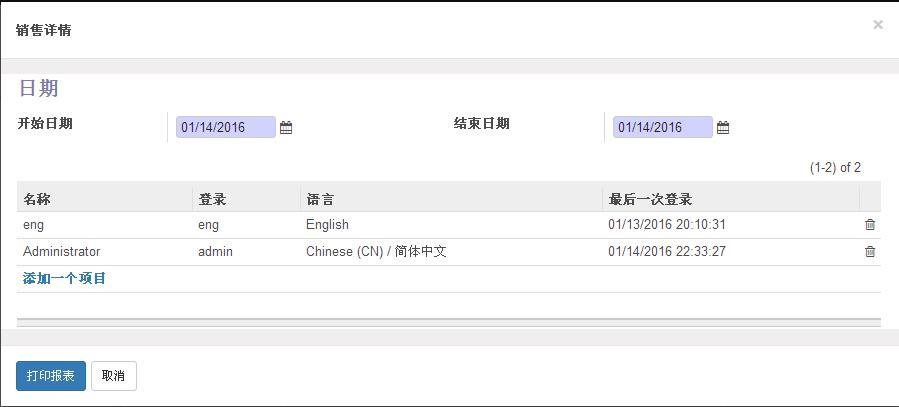 销售详情
×
日期
开始日期 01/14/2016 结束日期 01/14/2016
(1-2) of 2
名称 登录 语言 最后一次登录
eng eng English 01/13/2016 20:10:31
Administrator admin Chinese (CN) / 简体中文 01/14/2016 22:33:27
添加一个项目
打印报表 取消